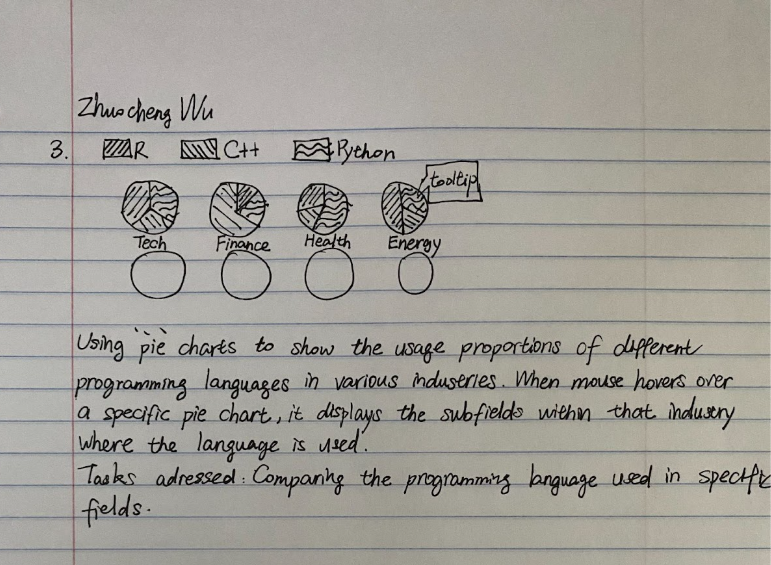 Zhuocheng Wu
3. R C++ Python
tooltip
Tech Finance Health Energy
Using pie charts to show the usage proportions of different
programming languages in various industeries. When mouse hovers over
a specific pie chart, it displays the subfields within that industry
where the language is used.
Tasks adressed: Comparing the programming language used in specific
fields.